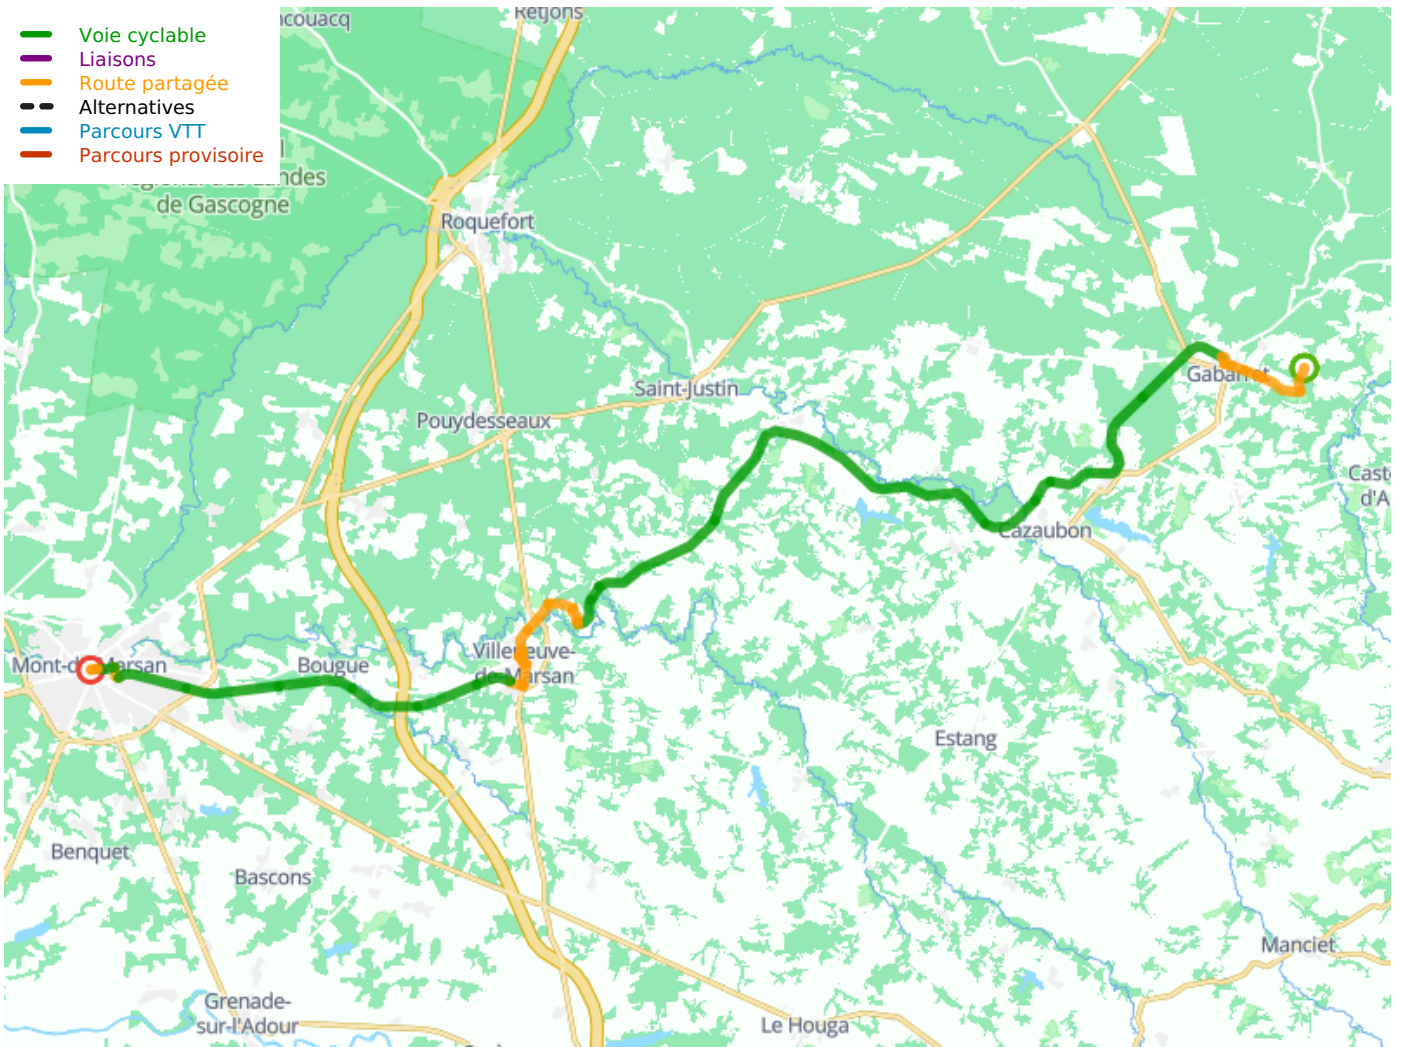 Voie cyclable
Liaisons
Route partagée
Alternatives
Parcours VTT
Parcours provisoire
Retjons
de Gascogne
Roquefort
Saint-Justin
Gabarret
Pouydesseaux
Cazaubon
Mont-de-Marsan
Bougue
Villeneuve-
de-Marsan
Estang
Benquet
Bascons
Manciet
Grenade-
sur-l'Adour
Le Houga